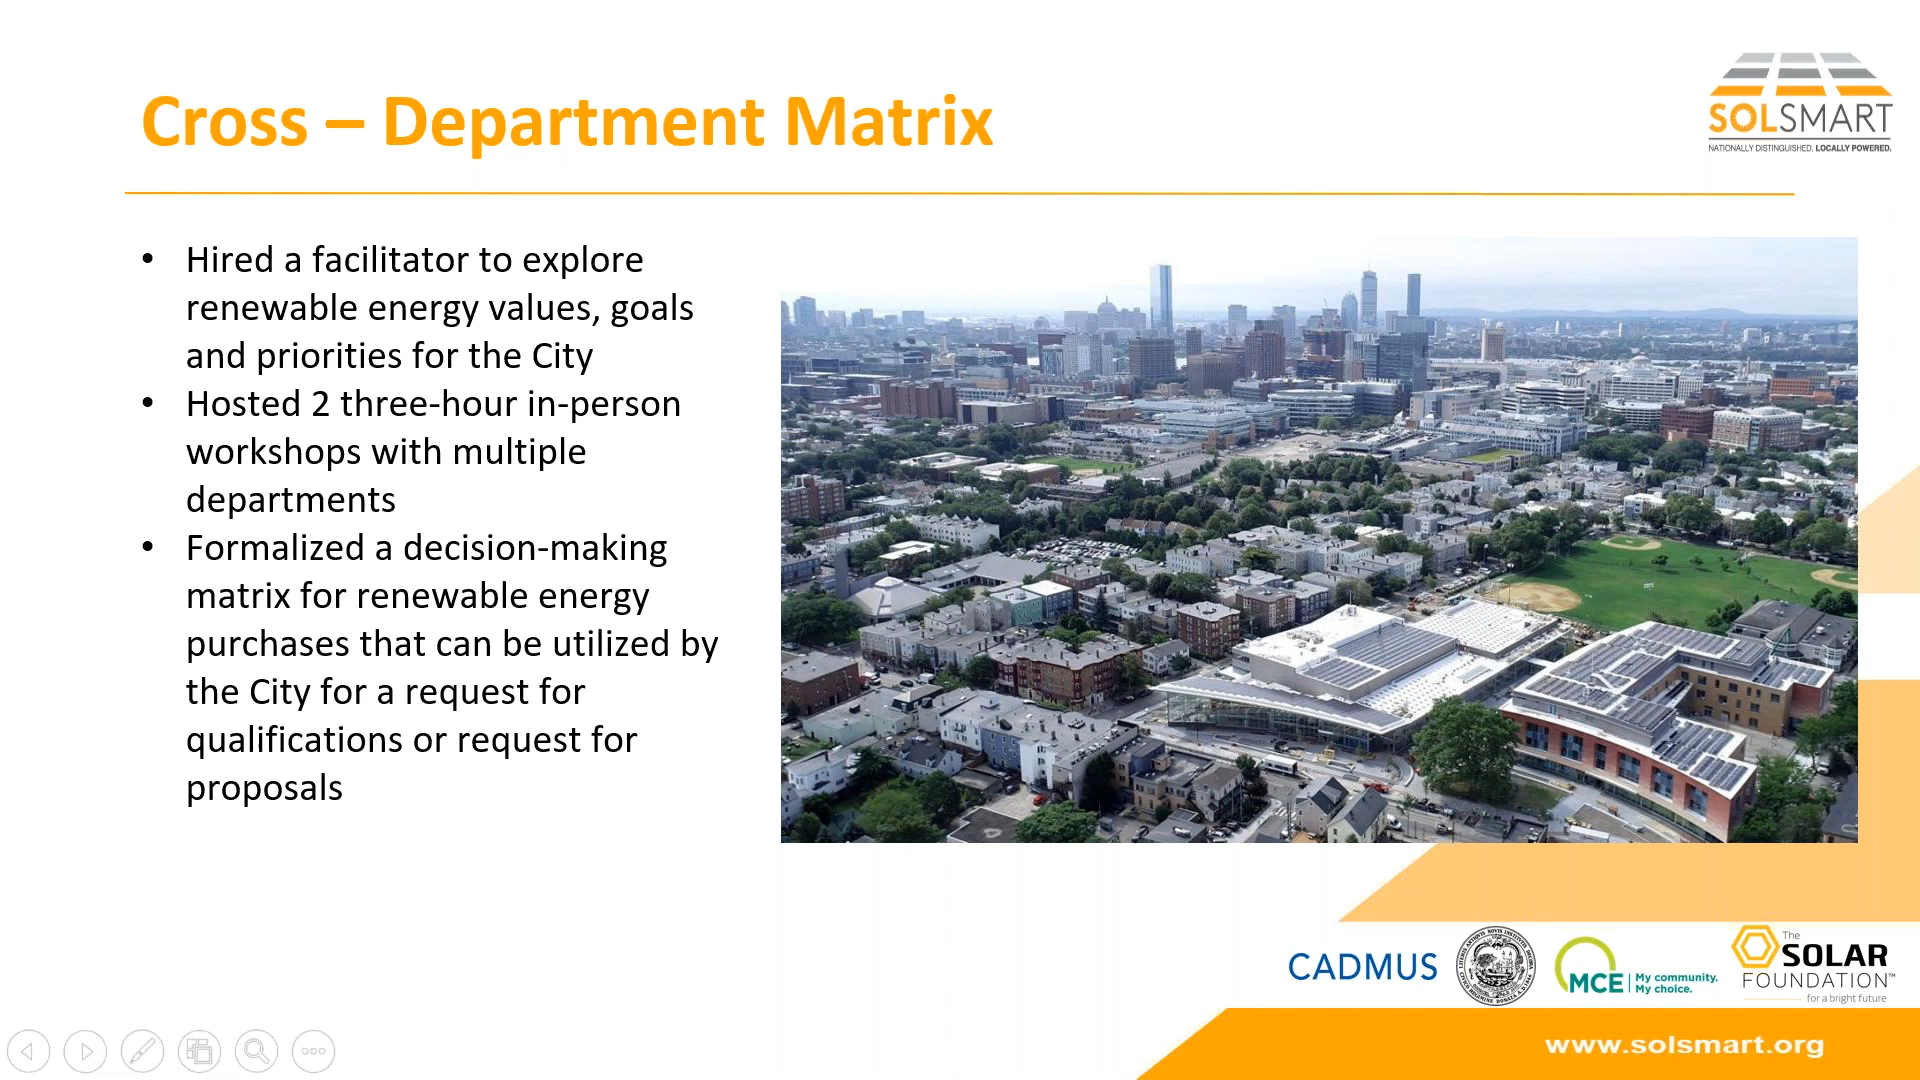 Cross – Department Matrix
SOLSMART
NATIONALLY DISTINGUISHED. LOCALLY POWERED.
• Hired a facilitator to explore
renewable energy values, goals
and priorities for the City
• Hosted 2 three-hour in-person
workshops with multiple
departments
• Formalized a decision-making
matrix for renewable energy
purchases that can be utilized by
the City for a request for
qualifications or request for
proposals
CADMUS
MCE
My community.
My choice.
The
SOLAR
FOUNDATION™
for a bright future
www.solsmart.org